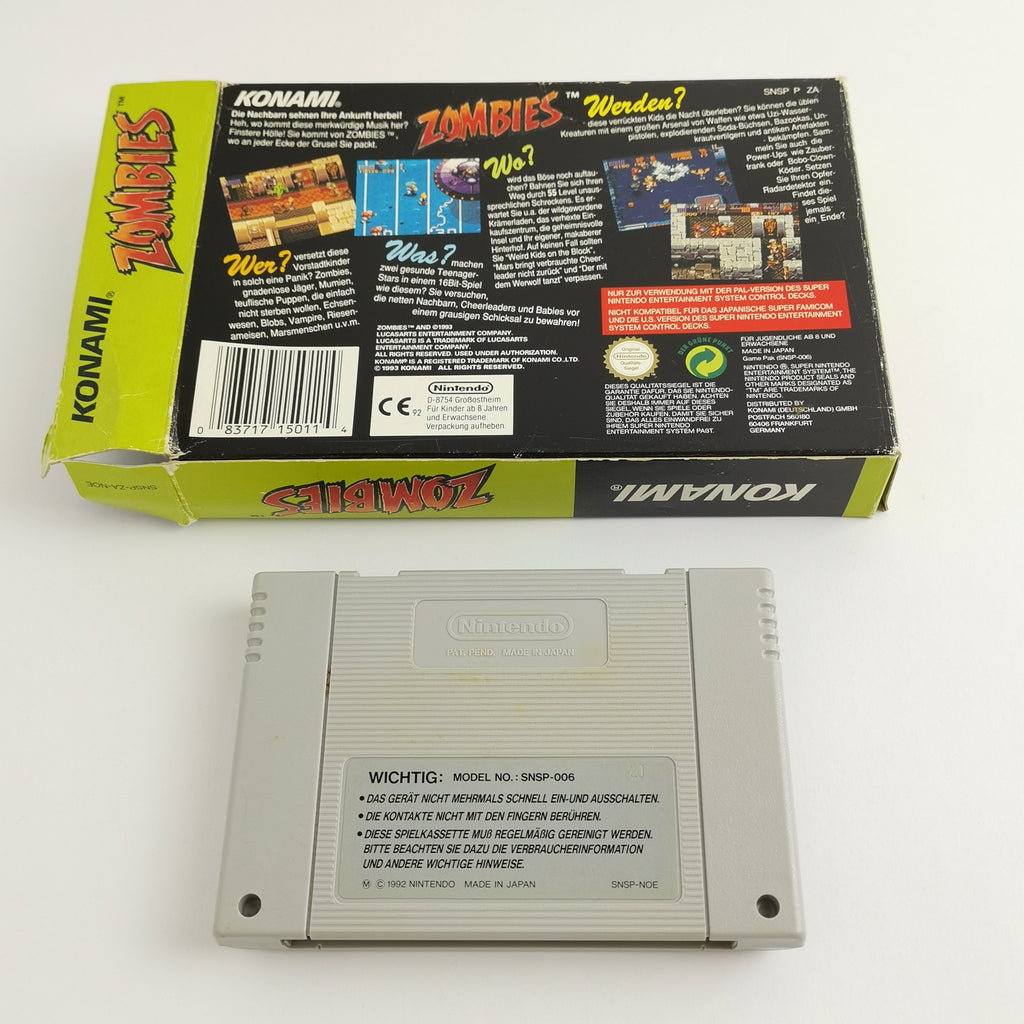 ZOMBIES™
KONAMI®
KONAMI®
Die Nachbarn sehnen Ihre Ankunft herbei!
Heh, wo kommt diese merkwürdige Musik her?
Finstere Hölle! Sie kommt von ZOMBIES™
wo an jeder Ecke der Grusel Sie packt.
ZOMBIES™
SNSP P ZA
Wer? versetzt diese
Vorstadtkinder
in solch eine Panik? Zombies,
gnadenlose Jäger, Mumien,
teuflische Puppen, die einfach
nicht sterben wollen, Echsen-
wesen, Blobs, Vampire, Riesen-
ameisen, Marsmenschen u.v.m.
Was? machen
zwei gesunde Teenager-
Stars in einem 16Bit-Spiel
wie diesem? Sie versuchen,
die netten Nachbarn, Cheerleaders und Babies vor
einem grausigen Schicksal zu bewahren!
Wo?
wird das Böse noch auftau-
chen? Bahnen Sie sich Ihren
Weg durch 55 Level unaus-
sprechlichen Schreckens. Es er-
wartet Sie u.a. der wildgewordene
Krämerladen, das verhexte Ein-
kaufszentrum, die geheimnisvolle
Insel und Ihr eigener, makaberer
Hinterhof. Auf keinen Fall sollten
Sie "Weird Kids on the Block",
"Mars bringt verbrauchte Cheer-
leader nicht zurück" und "Der mit
dem Werwolf tanzt" verpassen.
Werden?
diese verrückten Kids die Nacht überleben? Sie können die üblen
Kreaturen mit einem großen Arsenal von Waffen wie etwa Uzi-Wasser-
pistolen, explodierenden Soda-Büchsen, Bazookas, Un-
krautvertilgern und antiken Artefakten
bekämpfen. Sam-
meln Sie auch die
Power-Ups wie Zauber-
trank oder Bobo-Clown-
Köder. Setzen
Sie Ihren Opfer-
Radardetektor ein.
Findet die-
ses Spiel
jemals
ein Ende?
NUR ZUR VERWENDUNG MIT DER PAL-VERSION DES SUPER
NINTENDO ENTERTAINMENT SYSTEM CONTROL DECKS.
NICHT KOMPATIBEL FÜR DAS JAPANISCHE SUPER FAMICOM
UND DIE U.S. VERSION DES SUPER NINTENDO ENTERTAINMENT
SYSTEM CONTROL DECKS.
ZOMBIES™ AND ©1993
LUCASARTS ENTERTAINMENT COMPANY.
LUCASARTS IS A TRADEMARK OF LUCASARTS
ENTERTAINMENT COMPANY.
ALL RIGHTS RESERVED. USED UNDER AUTHORIZATION.
KONAMI® IS A REGISTERED TRADEMARK OF KONAMI CO.,LTD.
© 1993 KONAMI ALL RIGHTS RESERVED.
0 83717 15011 4
CE 92
Nintendo
D-8754 Großostheim
Für Kinder ab 8 Jahren
und Erwachsene.
Verpackung aufheben.
Original
Nintendo
Qualitäts-
Siegel
DER GRÜNE PUNKT
DIESES QUALITÄTSSIEGEL IST DIE
GARANTIE DAFÜR, DAß SIE NINTENDO-
QUALITÄT GEKAUFT HABEN. ACHTEN
SIE DESHALB IMMER AUF DIESES
SIEGEL, WENN SIE SPIELE ODER
ZUBEHÖR KAUFEN, DAMIT SIE SICHER
SIND, DAß ALLES EINWANDFREI ZU
IHREM SUPER NINTENDO
ENTERTAINMENT SYSTEM PAßT.
FÜR JUGENDLICHE AB 8 UND
ERWACHSENE
MADE IN JAPAN
Game Pak (SNSP-006)
NINTENDO ®, SUPER NINTENDO
ENTERTAINMENT SYSTEM™, THE
NINTENDO PRODUCT SEALS AND
OTHER MARKS DESIGNATED AS
"TM" ARE TRADEMARKS OF
NINTENDO.
DISTRIBUTED BY
KONAMI (DEUTSCHLAND) GMBH
POSTFACH 560180
60406 FRANKFURT
GERMANY
SNSP-ZA-NOE
ZOMBIES™
KONAMI®
Nintendo
PAT. PEND. MADE IN JAPAN
21
WICHTIG: MODEL NO.: SNSP-006
• DAS GERÄT NICHT MEHRMALS SCHNELL EIN-UND AUSSCHALTEN.
• DIE KONTAKTE NICHT MIT DEN FINGERN BERÜHREN.
• DIESE SPIELKASSETTE MUß REGELMÄßIG GEREINIGT WERDEN.
BITTE BEACHTEN SIE DAZU DIE VERBRAUCHERINFORMATION
UND ANDERE WICHTIGE HINWEISE.
Ⓜ © 1992 NINTENDO MADE IN JAPAN
SNSP-NOE